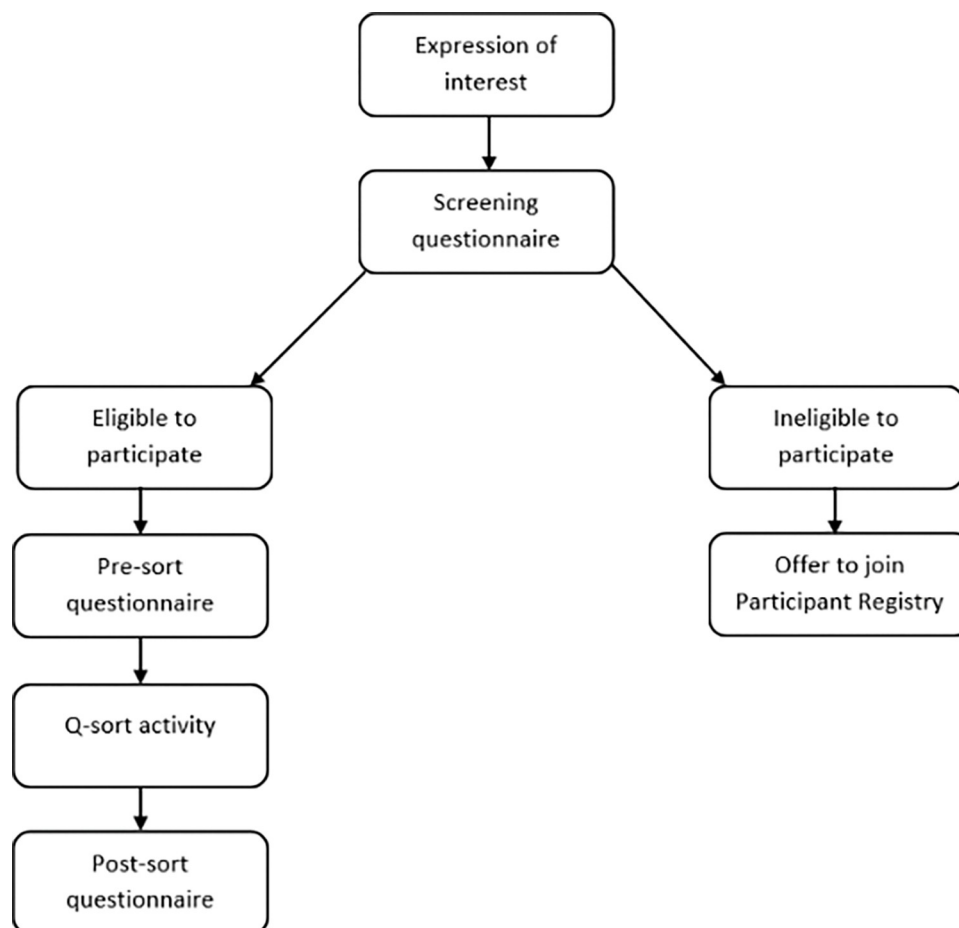 Expression of
interest
Screening
questionnaire
Eligible to
participate
Ineligible to
participate
Pre-sort
questionnaire
Offer to join
Participant Registry
Q-sort activity
Post-sort
questionnaire